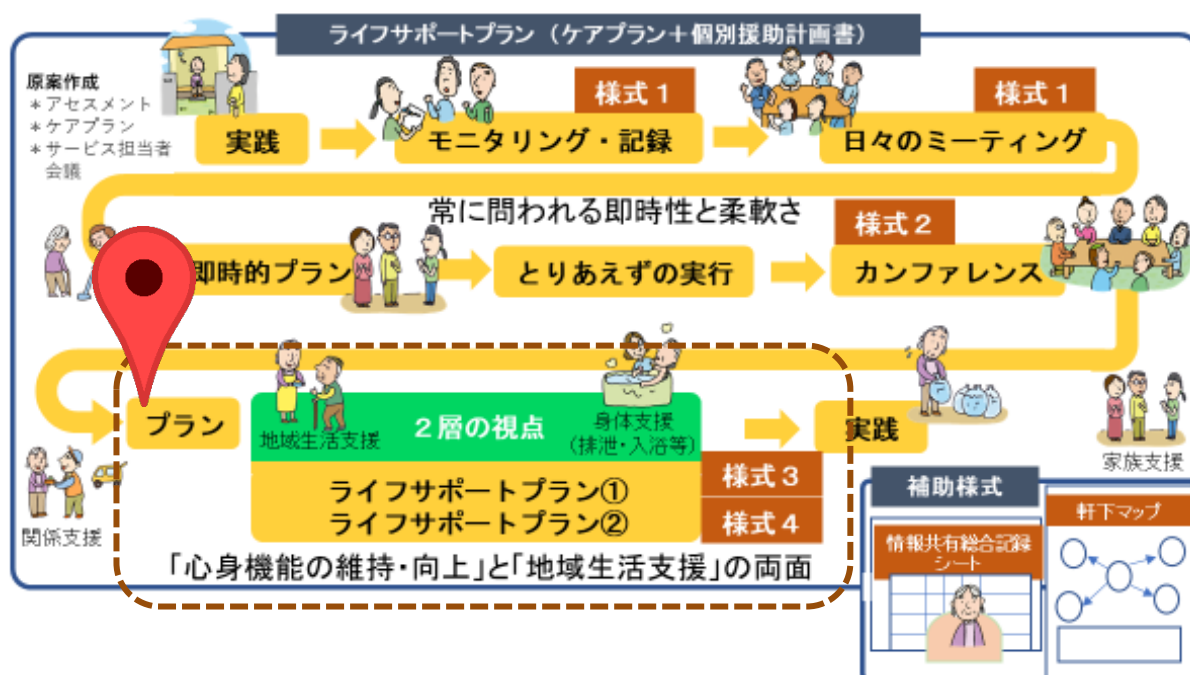 ライフサポートプラン（ケアプラン＋個別援助計画書）
原案作成
＊アセスメント
＊ケアプラン
＊サービス担当者
会議
実践
モニタリング・記録
様式１
日々のミーティング
様式１
常に問われる即時性と柔軟さ
即時的プラン
とりあえずの実行
様式２
カンファレンス
プラン
地域生活支援
２層の視点
身体支援
（排泄・入浴等）
ライフサポートプラン①
様式３
ライフサポートプラン②
様式４
実践
「心身機能の維持・向上」と「地域生活支援」の両面
関係支援
家族支援
補助様式
情報共有総合記録
シート
軒下マップ